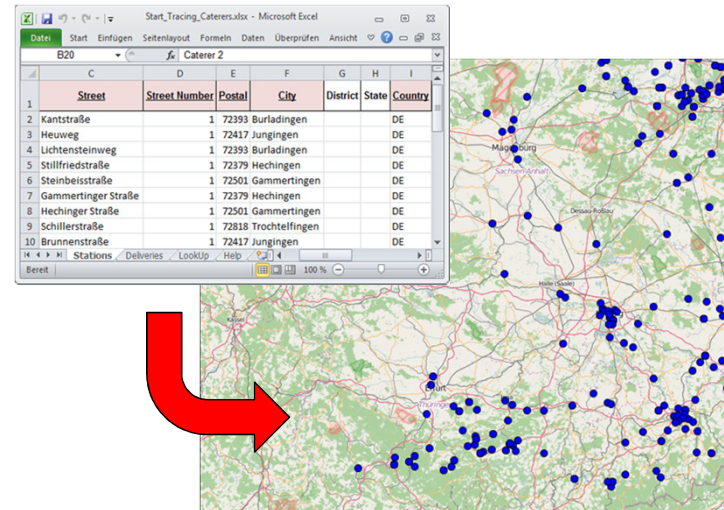 Start_Tracing_Caterers.xlsx - Microsoft Excel
Datei Start Einfügen Seitenlayout Formeln Daten Überprüfen Ansicht
B20 fx Caterer 2
C D E F G H I
1 Street Street Number Postal City District State Country
2 Kantstraße 1 72393 Burladingen DE
3 Heuweg 1 72417 Jungingen DE
4 Lichtensteinweg 1 72393 Burladingen DE
5 Stillfriedstraße 1 72379 Hechingen DE
6 Steinbeisstraße 1 72501 Gammertingen DE
7 Gammertinger Straße 1 72379 Hechingen DE
8 Hechinger Straße 1 72501 Gammertingen DE
9 Schillerstraße 1 72818 Trochtelfingen DE
10 Brunnenstraße 1 72417 Jungingen DE
Stations Deliveries LookUp Help
Bereit 100 %
Sachsen-Anhalt
Dessau-Roßlau
Halle (Saale)
Kassel